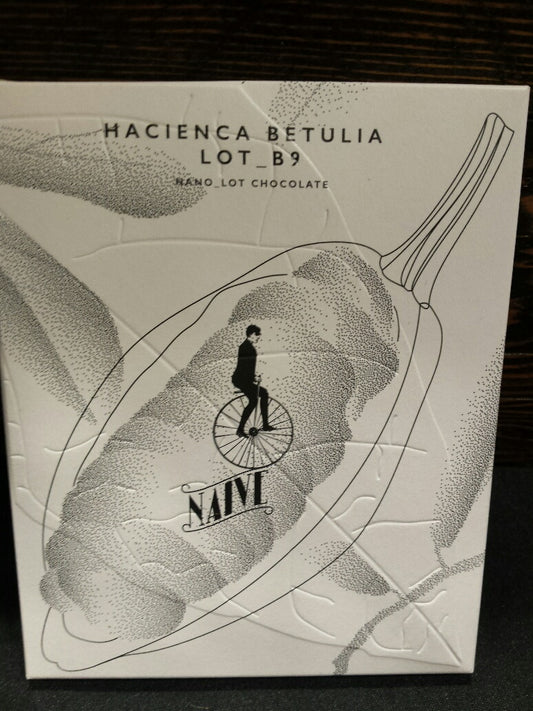 HACIENCA BETULIA
LOT_B9
NANO_LOT CHOCOLATE
NAIVE